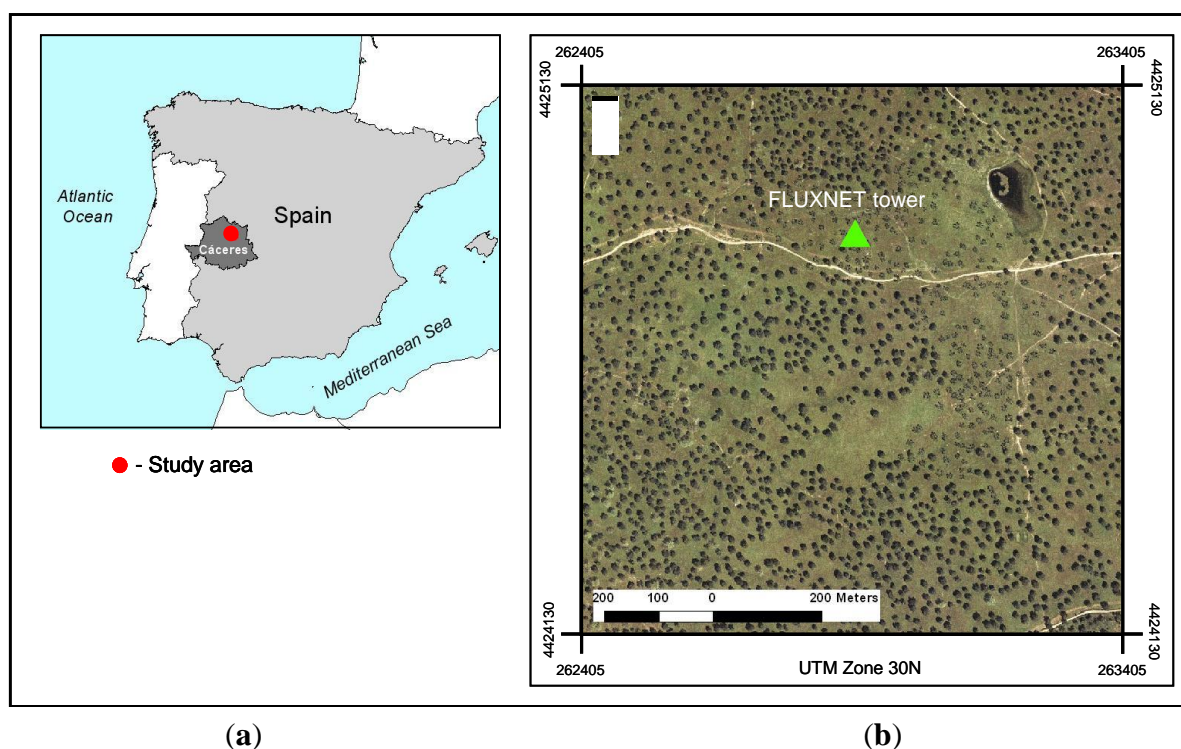 Atlantic
Ocean
Spain
Cáceres
Mediterranean Sea
- Study area
(a)
262405
263405
4425130
4425130
FLUXNET tower
200 100 0 200 Meters
4424130
4424130
262405
UTM Zone 30N
263405
(b)